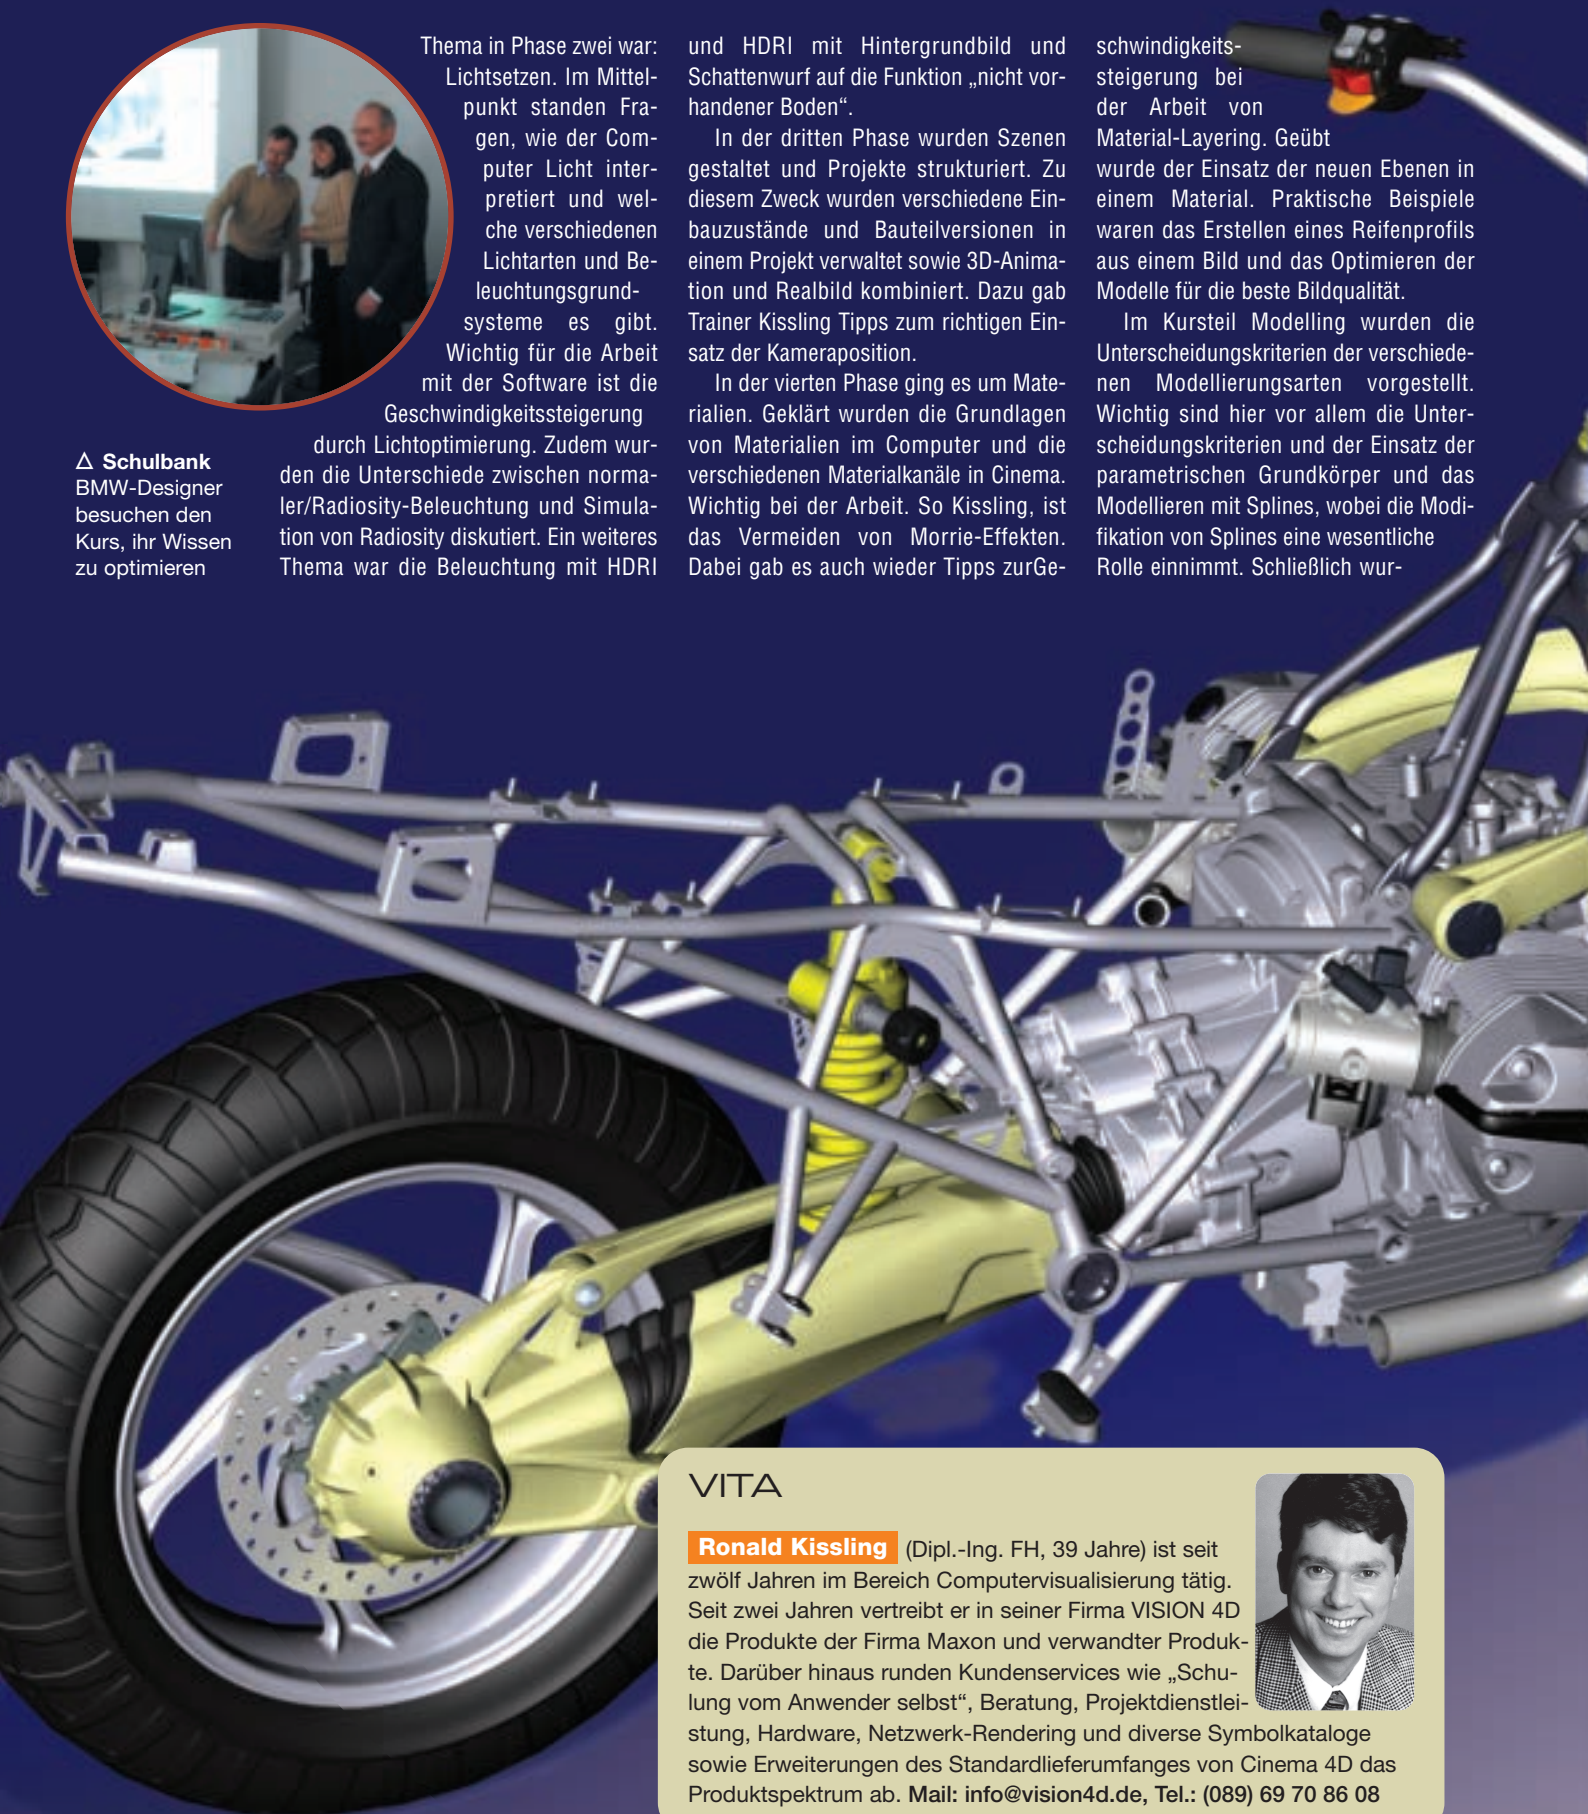 Thema in Phase zwei war:
Lichtsetzen. Im Mittel-
punkt standen Fra-
gen, wie der Com-
puter Licht inter-
pretiert und wel-
che verschiedenen
Lichtarten und Be-
leuchtungsgrund-
systeme es gibt.
Wichtig für die Arbeit
mit der Software ist die
Geschwindigkeitssteigerung
durch Lichtoptimierung. Zudem wur-
den die Unterschiede zwischen norma-
ler/Radiosity-Beleuchtung und Simula-
tion von Radiosity diskutiert. Ein weiteres
Thema war die Beleuchtung mit HDRI
und HDRI mit Hintergrundbild und
Schattenwurf auf die Funktion „nicht vor-
handener Boden“.
In der dritten Phase wurden Szenen
gestaltet und Projekte strukturiert. Zu
diesem Zweck wurden verschiedene Ein-
bauzustände und Bauteilversionen in
einem Projekt verwaltet sowie 3D-Anima-
tion und Realbild kombiniert. Dazu gab
Trainer Kissling Tipps zum richtigen Ein-
satz der Kameraposition.
In der vierten Phase ging es um Mate-
rialien. Geklärt wurden die Grundlagen
von Materialien im Computer und die
verschiedenen Materialkanäle in Cinema.
Wichtig bei der Arbeit. So Kissling, ist
das Vermeiden von Morrie-Effekten.
Dabei gab es auch wieder Tipps zurGe-
schwindigkeits-
steigerung bei
der Arbeit von
Material-Layering. Geübt
wurde der Einsatz der neuen Ebenen in
einem Material. Praktische Beispiele
waren das Erstellen eines Reifenprofils
aus einem Bild und das Optimieren der
Modelle für die beste Bildqualität.
Im Kursteil Modelling wurden die
Unterscheidungskriterien der verschiede-
nen Modellierungsarten vorgestellt.
Wichtig sind hier vor allem die Unter-
scheidungskriterien und der Einsatz der
parametrischen Grundkörper und das
Modellieren mit Splines, wobei die Modi-
fikation von Splines eine wesentliche
Rolle einnimmt. Schließlich wur-
△ Schulbank
BMW-Designer
besuchen den
Kurs, ihr Wissen
zu optimieren
VITA
Ronald Kissling (Dipl.-Ing. FH, 39 Jahre) ist seit
zwölf Jahren im Bereich Computervisualisierung tätig.
Seit zwei Jahren vertreibt er in seiner Firma VISION 4D
die Produkte der Firma Maxon und verwandter Produk-
te. Darüber hinaus runden Kundenservices wie „Schu-
lung vom Anwender selbst“, Beratung, Projektdienstlei-
stung, Hardware, Netzwerk-Rendering und diverse Symbolkataloge
sowie Erweiterungen des Standardlieferumfanges von Cinema 4D das
Produktspektrum ab. Mail: info@vision4d.de, Tel.: (089) 69 70 86 08